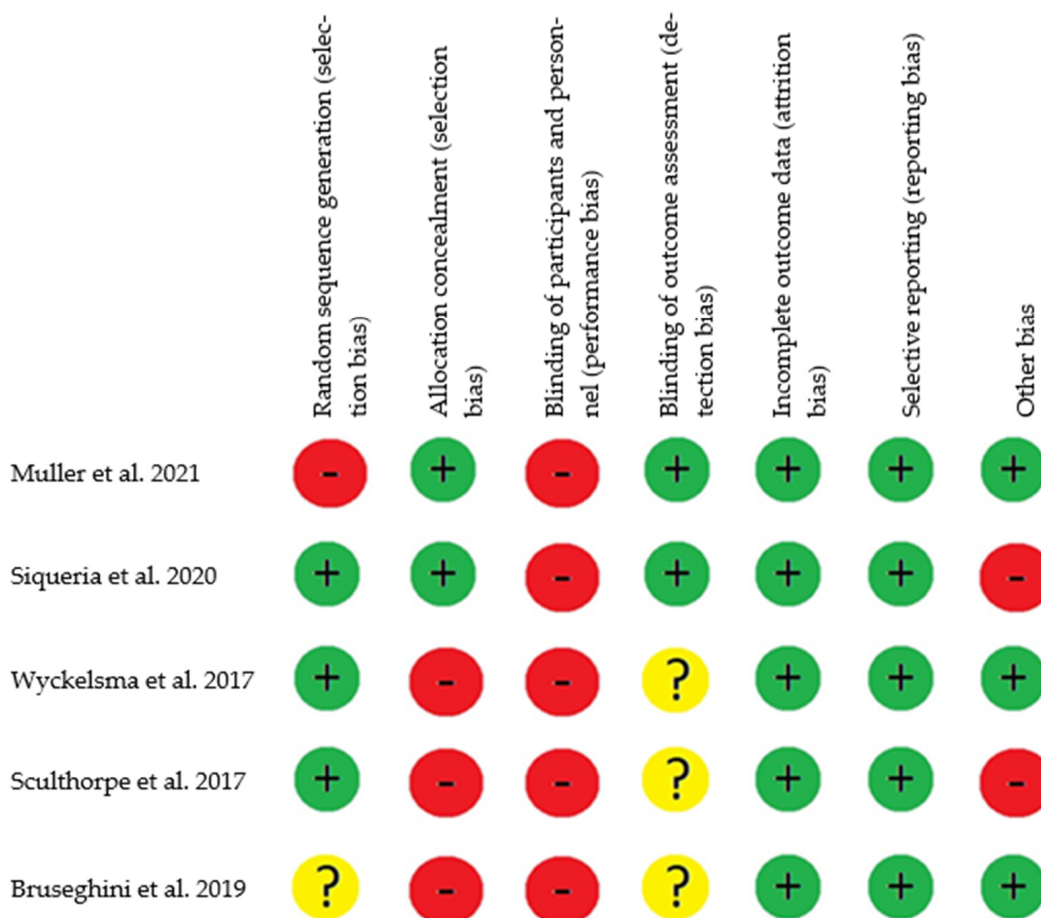 Random sequence generation (selec-
tion bias)
Allocation concealment (selection
bias)
Blinding of participants and person-
nel (performance bias)
Blinding of outcome assessment (de-
tection bias)
Incomplete outcome data (attrition
bias)
Selective reporting (reporting bias)
Other bias
Muller et al. 2021 - + - + + + +
Siqueria et al. 2020 + + - + + + -
Wyckelsma et al. 2017 + - - ? + + +
Sculthorpe et al. 2017 + - - ? + + -
Bruseghini et al. 2019 ? - - ? + + +